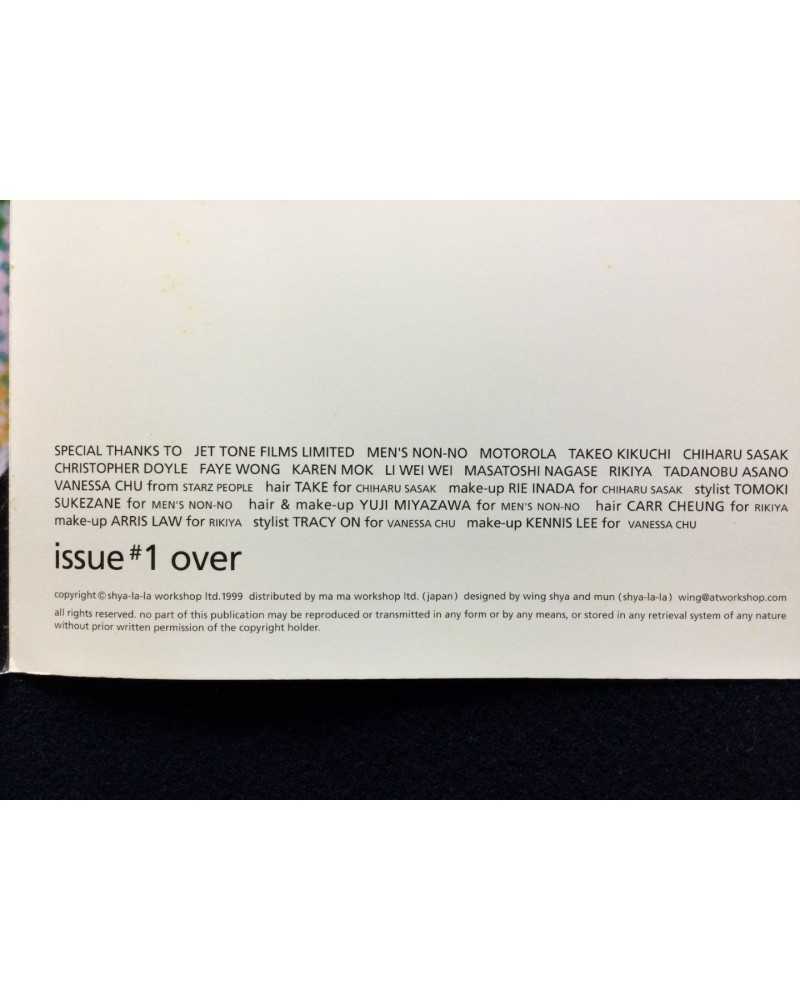 SPECIAL THANKS TO JET TONE FILMS LIMITED MEN'S NON-NO MOTOROLA TAKEO KIKUCHI CHIHARU SASAK
CHRISTOPHER DOYLE FAYE WONG KAREN MOK LI WEI WEI MASATOSHI NAGASE RIKIYA TADANOBU ASANO
VANESSA CHU from STARZ PEOPLE hair TAKE for CHIHARU SASAK make-up RIE INADA for CHIHARU SASAK stylist TOMOKI
SUKEZANE for MEN'S NON-NO hair & make-up YUJI MIYAZAWA for MEN'S NON-NO hair CARR CHEUNG for RIKIYA
make-up ARRIS LAW for RIKIYA stylist TRACY ON for VANESSA CHU make-up KENNIS LEE for VANESSA CHU
issue #1 over
copyright © shya-la-la workshop ltd. 1999 distributed by ma ma workshop ltd. (japan) designed by wing shya and mun (shya-la-la) wing@atworkshop.com
all rights reserved. no part of this publication may be reproduced or transmitted in any form or by any means, or stored in any retrieval system of any nature
without prior written permission of the copyright holder.